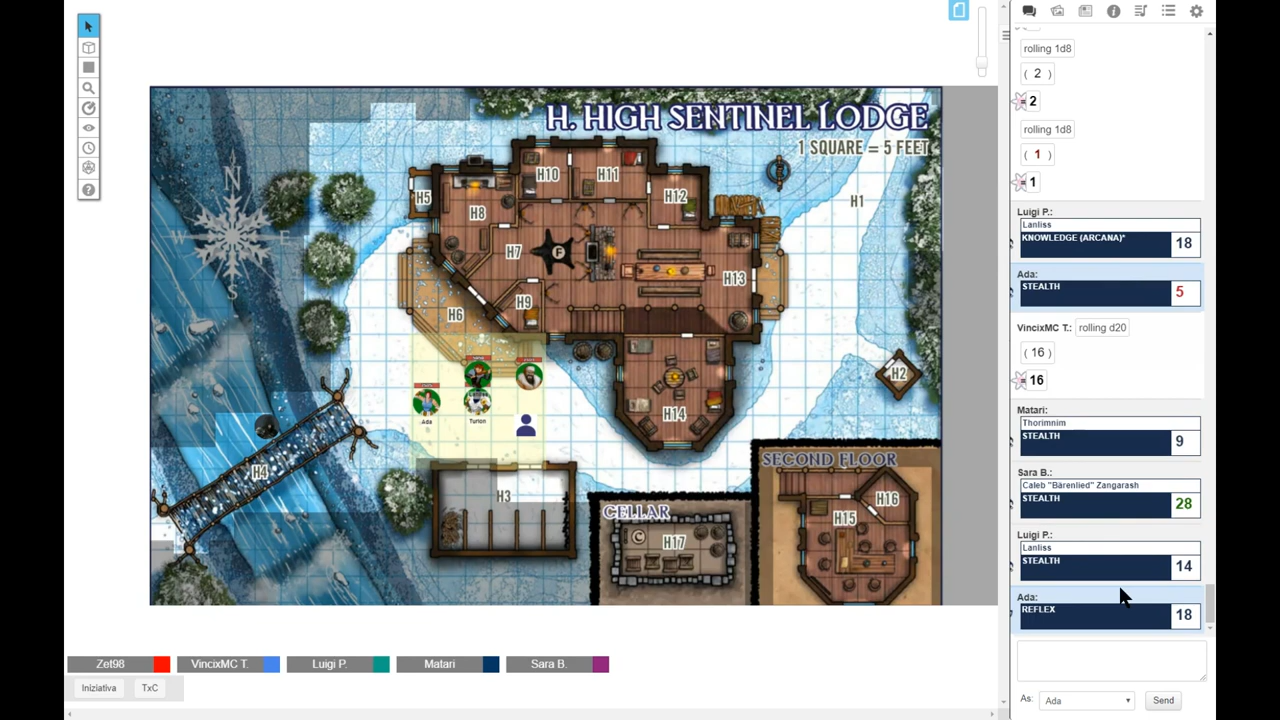 H. HIGH SENTINEL LODGE
1 SQUARE = 5 FEET
N
W
E
S
H1
H5
H8
H10
H11
H12
H7
F
H13
H6
H9
H2
H14
H4
H3
Ada
Turion
SECOND FLOOR
H16
H15
CELLAR
H17
Zet98
VincixMC T.
Luigi P.
Matari
Sara B.
Iniziativa
TxC
rolling 1d8
( 2 )
2
rolling 1d8
( 1 )
1
Luigi P.:
Lanliss
KNOWLEDGE (ARCANA)* 18
Ada:
STEALTH 5
VincixMC T.: rolling d20
( 16 )
16
Matari:
Thorimnim
STEALTH 9
Sara B.:
Caleb "Bärenlied" Zangarash
STEALTH 28
Luigi P.:
Lanliss
STEALTH 14
Ada:
REFLEX 18
As: Ada Send